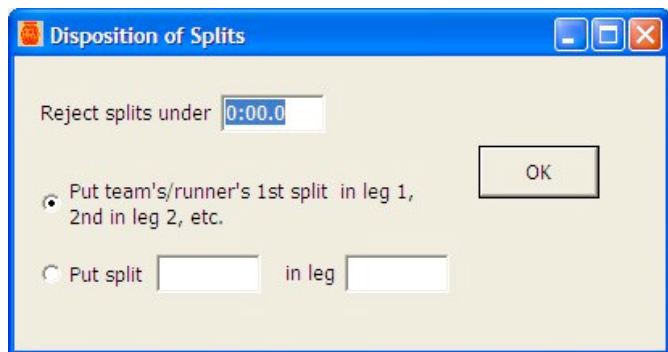 Disposition of Splits
Reject splits under 0:00.0
OK
Put team's/runner's 1st split in leg 1,
2nd in leg 2, etc.
Put split in leg